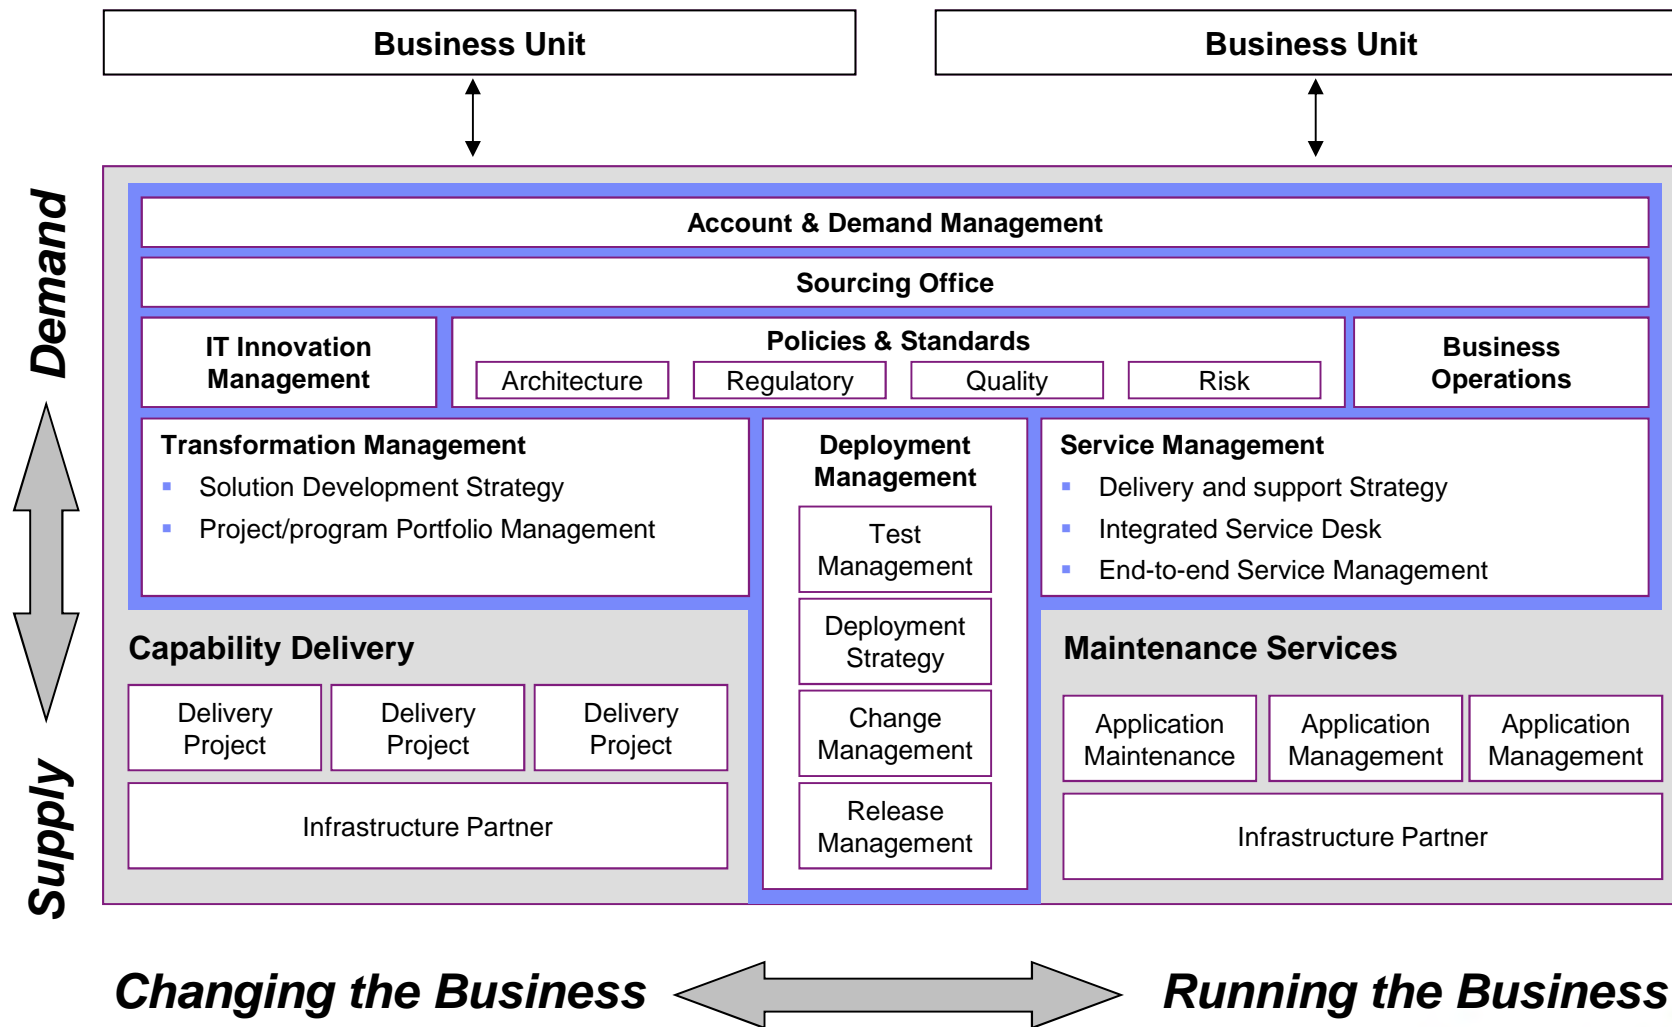 Business Unit
Business Unit
Demand
Supply
Account & Demand Management
Sourcing Office
IT Innovation
Management
Policies & Standards
Architecture
Regulatory
Quality
Risk
Business
Operations
Transformation Management
Solution Development Strategy
Project/program Portfolio Management
Deployment
Management
Test
Management
Deployment
Strategy
Change
Management
Release
Management
Service Management
Delivery and support Strategy
Integrated Service Desk
End-to-end Service Management
Capability Delivery
Delivery
Project
Delivery
Project
Delivery
Project
Infrastructure Partner
Maintenance Services
Application
Maintenance
Application
Management
Application
Management
Infrastructure Partner
Changing the Business
Running the Business